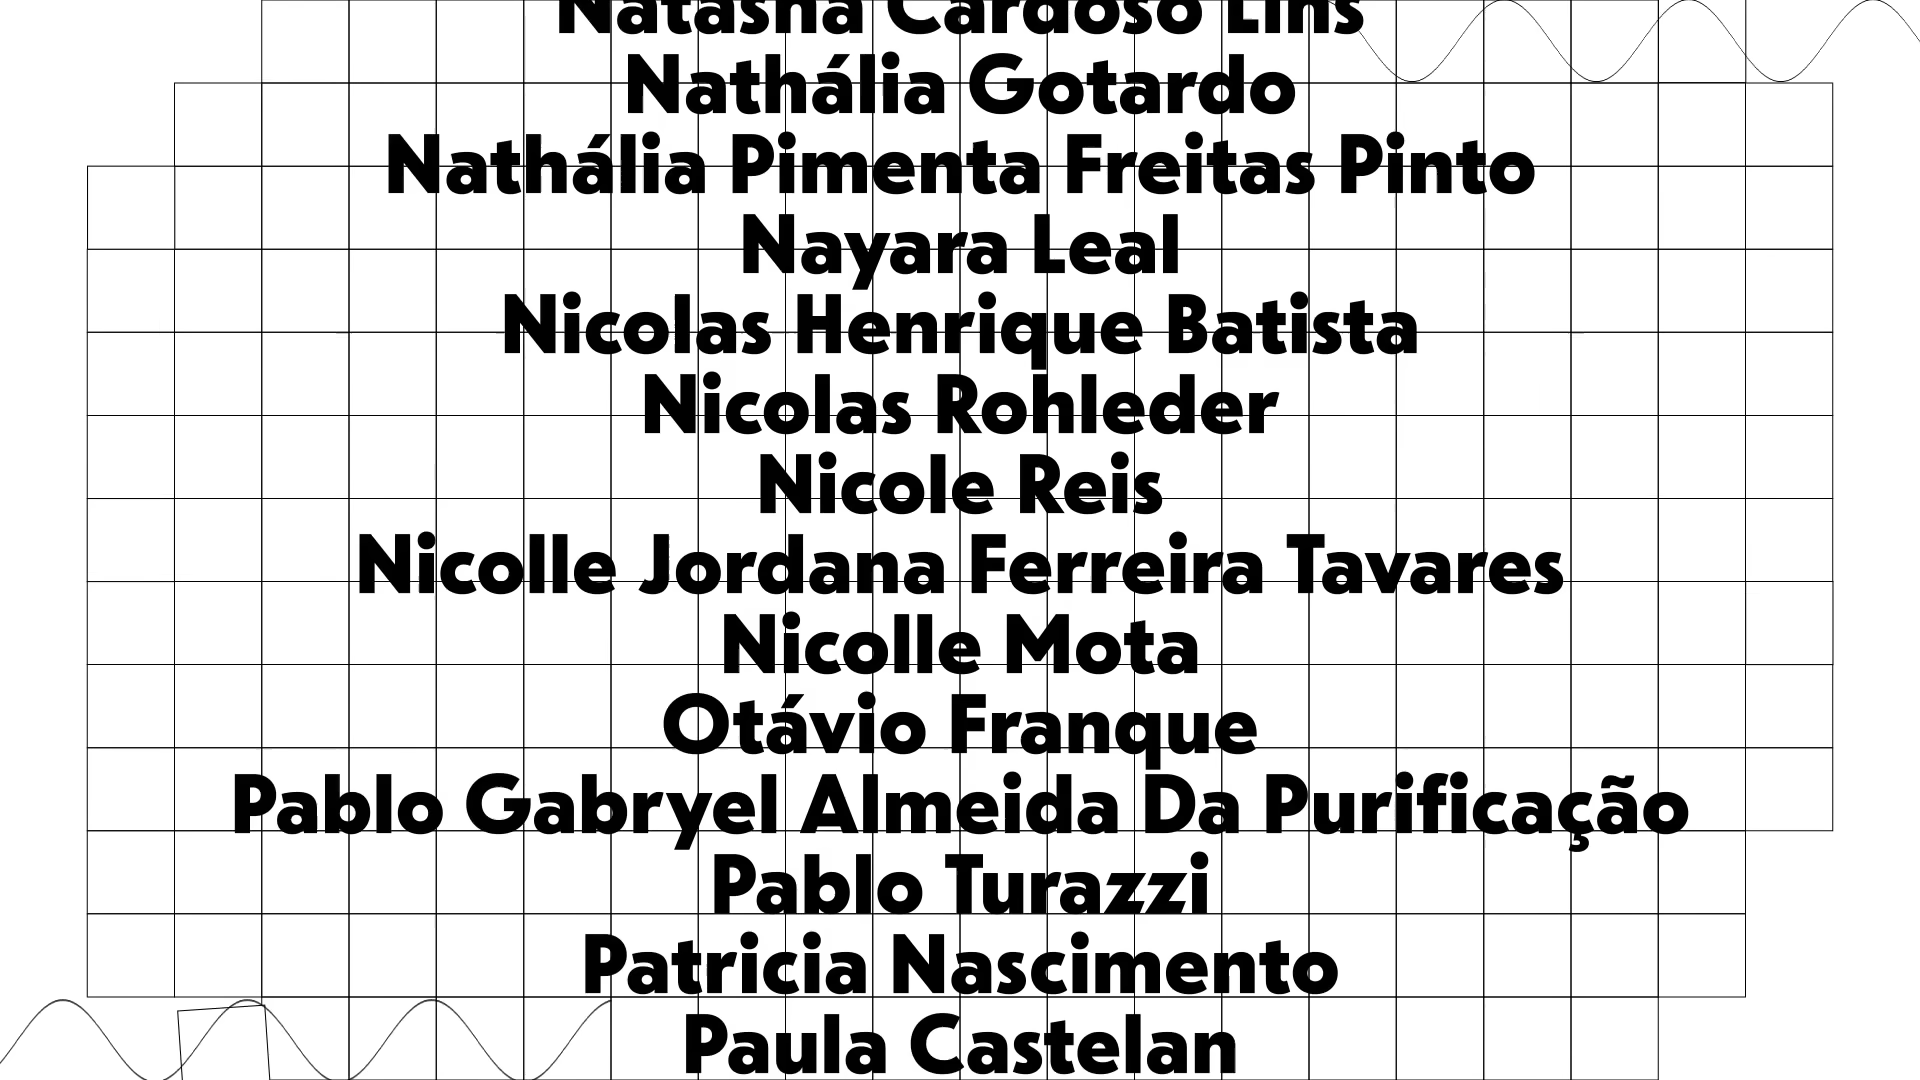 Natasha Cardoso Lins
Nathália Gotardo
Nathália Pimenta Freitas Pinto
Nayara Leal
Nicolas Henrique Batista
Nicolas Rohleder
Nicole Reis
Nicolle Jordana Ferreira Tavares
Nicolle Mota
Otávio Franque
Pablo Gabryel Almeida Da Purificação
Pablo Turazzi
Patricia Nascimento
Paula Castelan